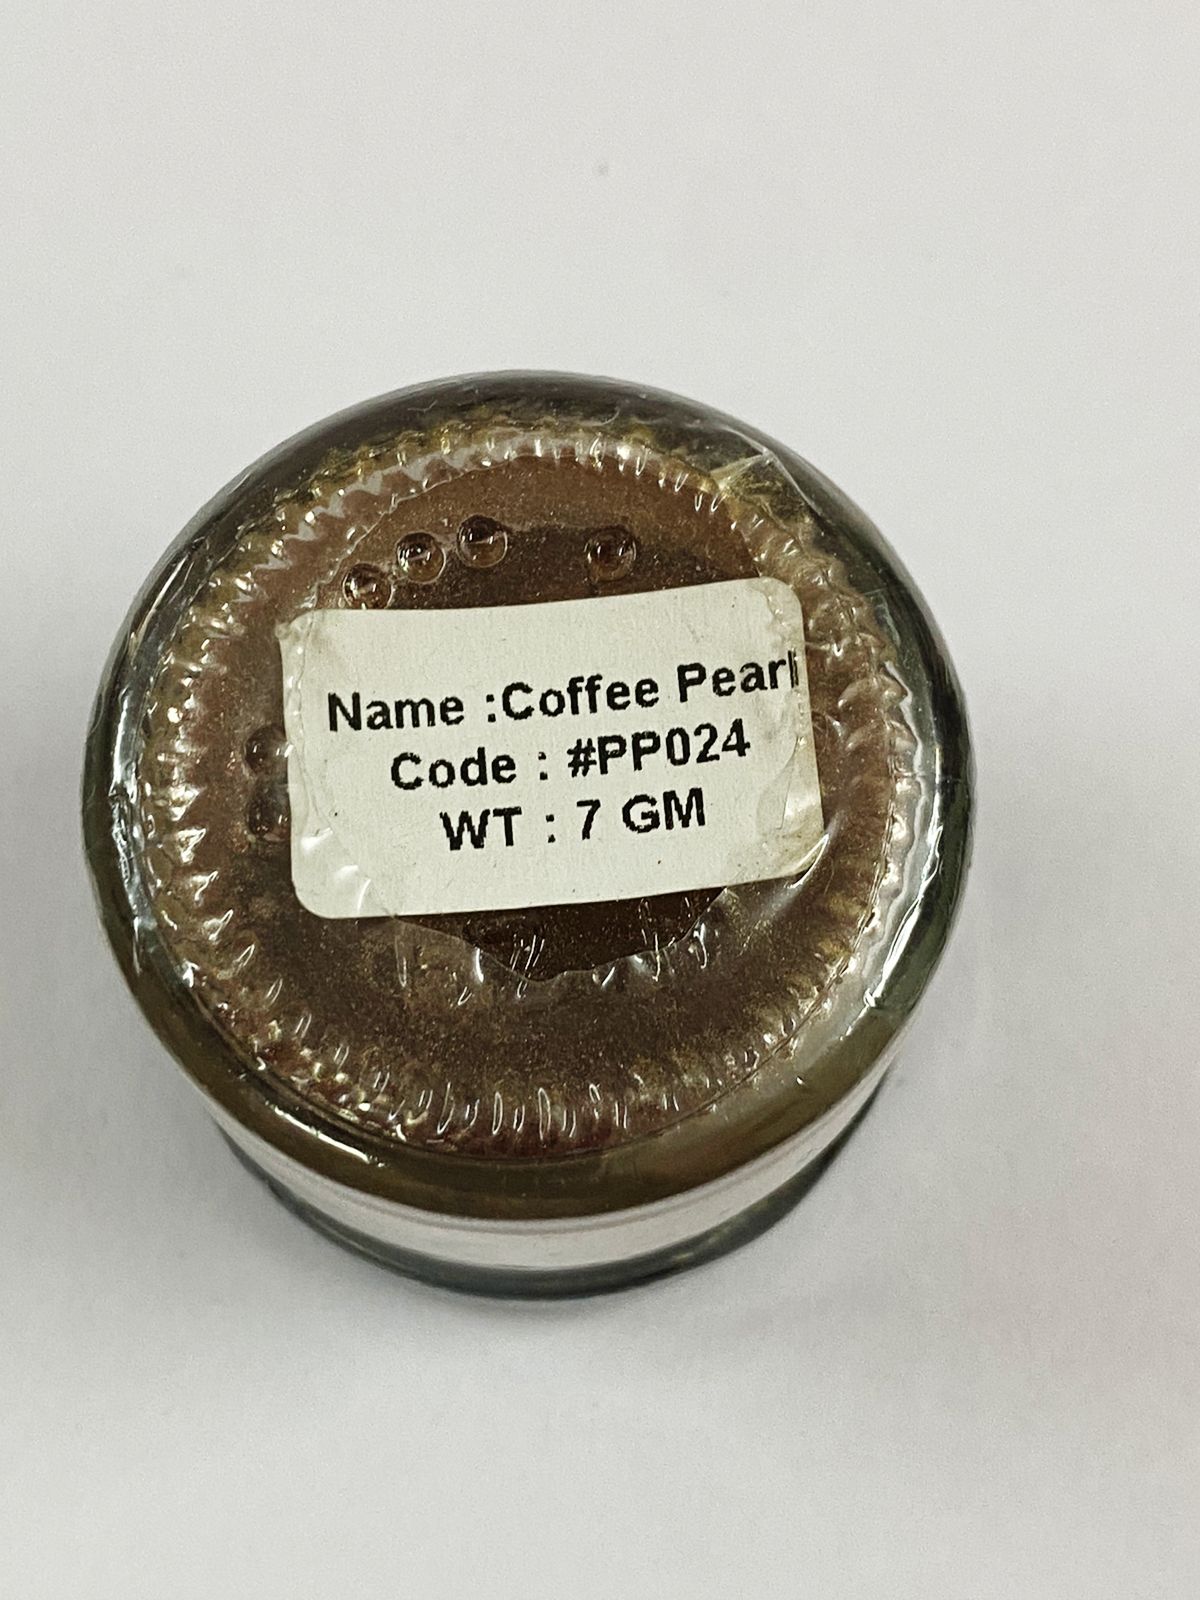 Name :Coffee Pearl
Code : #PP024
WT : 7 GM